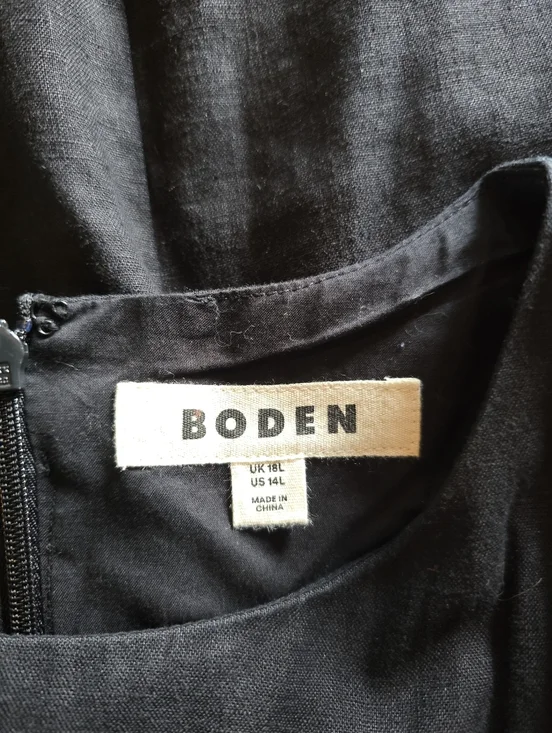 BODEN
UK 18L
US 14L
MADE IN
CHINA